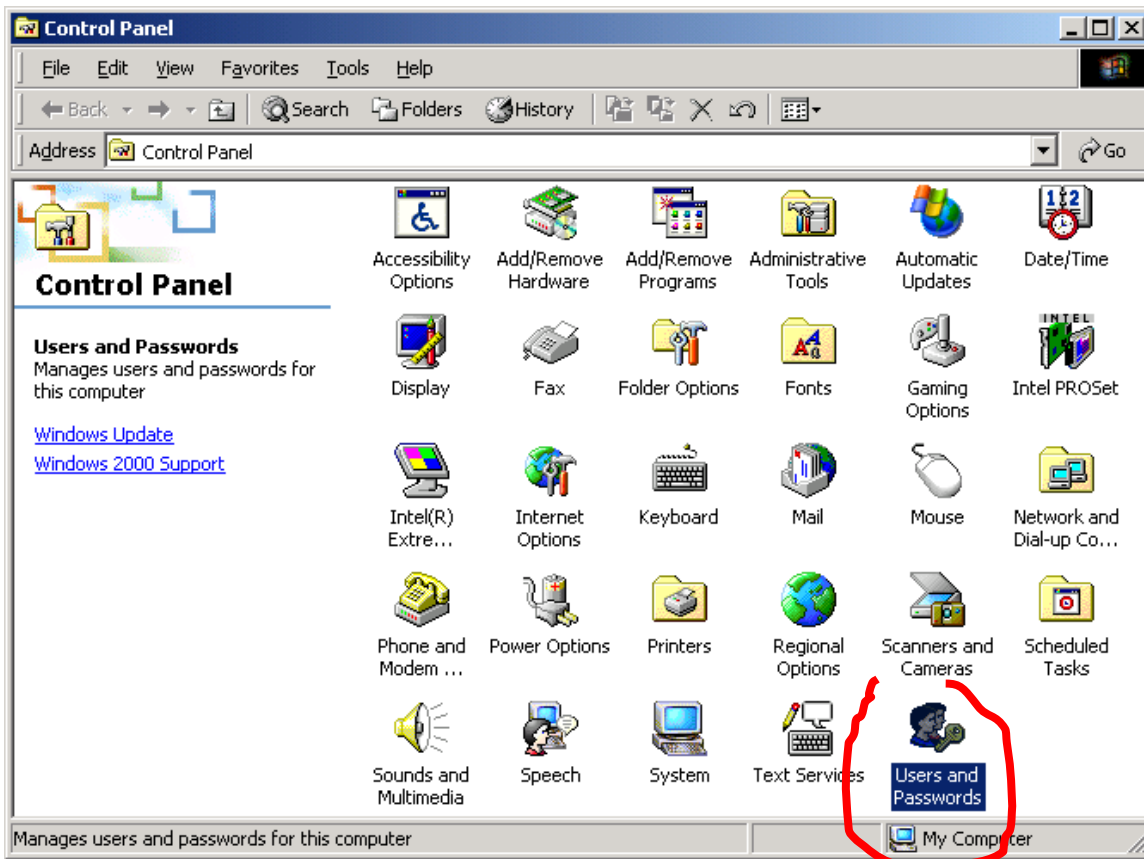 Control Panel
File Edit View Favorites Tools Help
Back Search Folders History
Address Control Panel Go
Control Panel
Users and Passwords
Manages users and passwords for
this computer
Windows Update
Windows 2000 Support
Accessibility
Options
Add/Remove
Hardware
Add/Remove
Programs
Administrative
Tools
Automatic
Updates
Date/Time
12
Display
Fax
Folder Options
Fonts
Gaming
Options
INTEL
Intel PROSet
Intel(R)
Extre...
Internet
Options
Keyboard
Mail
Mouse
Network and
Dial-up Co...
Phone and
Modem ...
Power Options
Printers
Regional
Options
Scanners and
Cameras
Scheduled
Tasks
Sounds and
Multimedia
Speech
System
Text Services
Users and
Passwords
Manages users and passwords for this computer My Computer